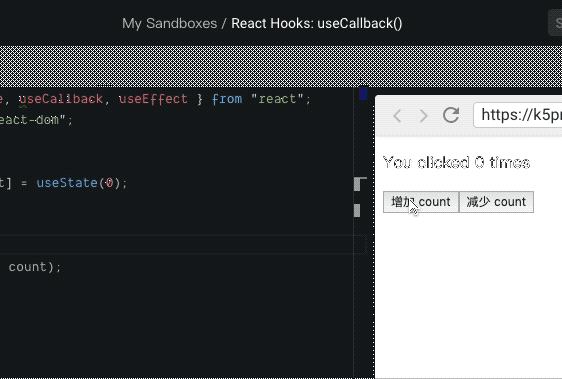 My Sandboxes / React Hooks: useCallback()
, useCallback, useEffect } from "react";
eact-dom";
t] = useState(0);
count);
https://k5p
You clicked 0 times
增加 count 减少 count